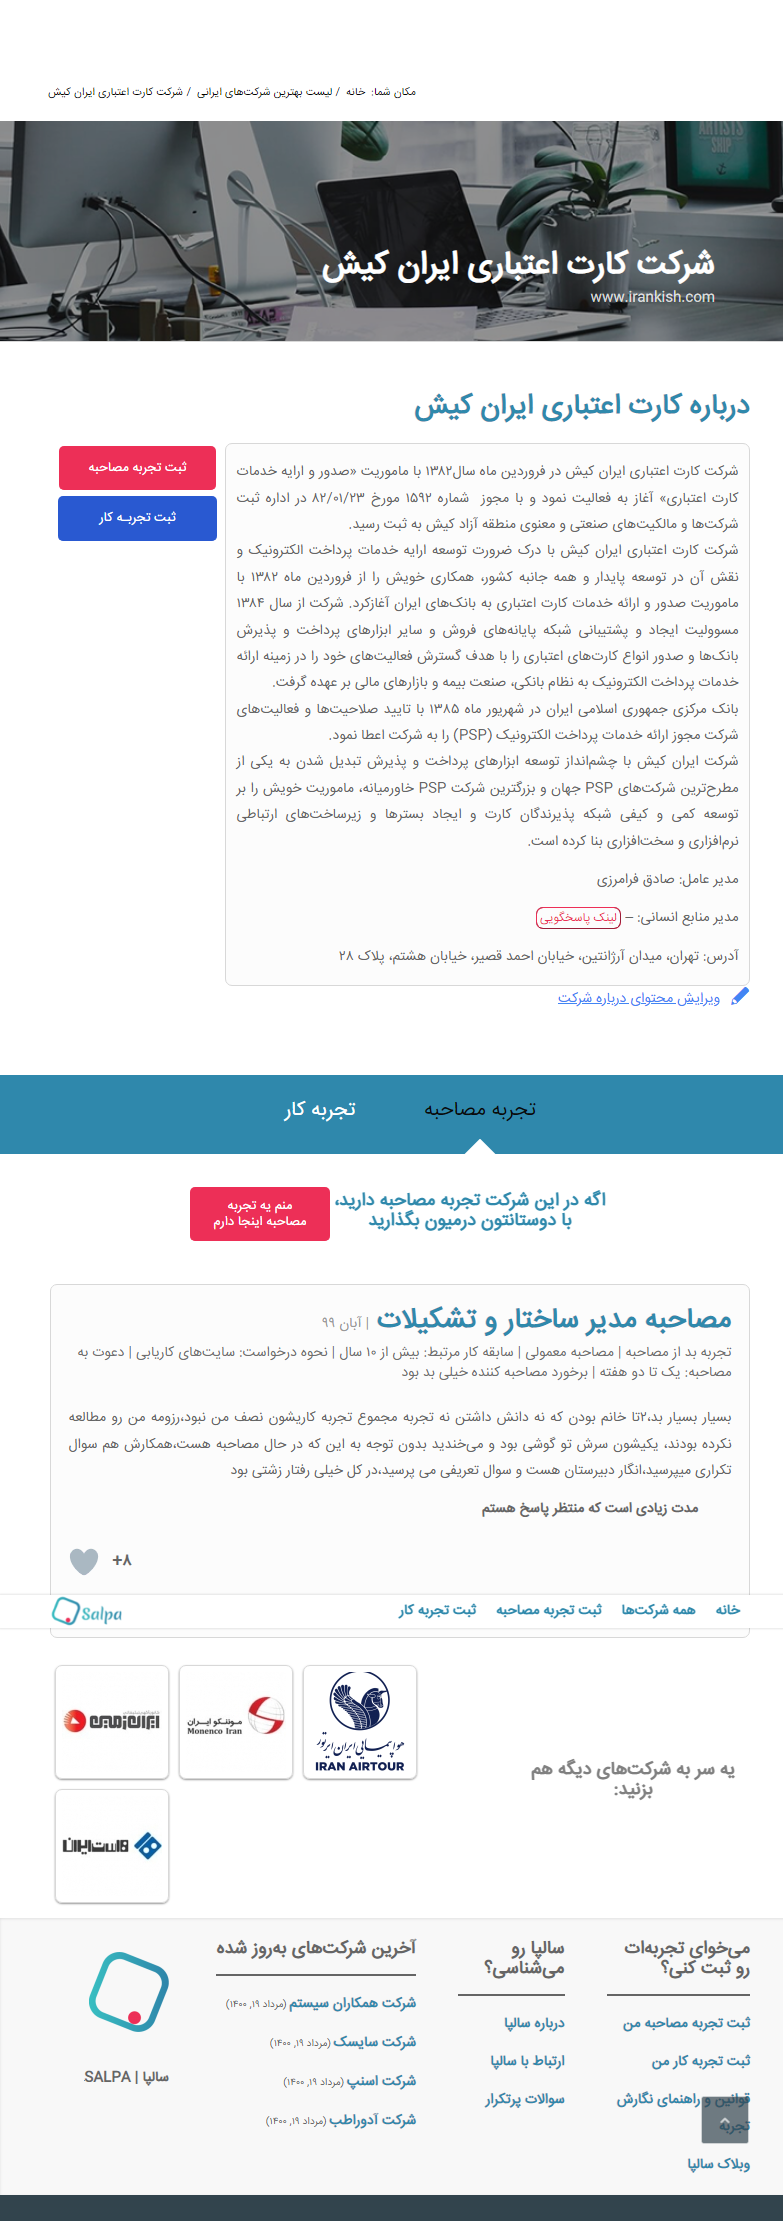 مکان شما: خانه / لیست بهترین شرکت‌های ایرانی / شرکت کارت اعتباری ایران کیش
ARTISTS
SHIP
شرکت کارت اعتباری ایران کیش
www.irankish.com
درباره کارت اعتباری ایران کیش
ثبت تجربه مصاحبه
ثبت تجربـه کار
شرکت کارت اعتباری ایران کیش در فروردین ماه سال۱۳۸۲ با ماموریت «صدور و ارایه خدمات
کارت اعتباری» آغاز به فعالیت نمود و با مجوز شماره ۱۵۹۲ مورخ ۸۲/۰۱/۲۳ در اداره ثبت
شرکت‌ها و مالکیت‌های صنعتی و معنوی منطقه آزاد کیش به ثبت رسید.
شرکت کارت اعتباری ایران کیش با درک ضرورت توسعه ارایه خدمات پرداخت الکترونیک و
نقش آن در توسعه پایدار و همه جانبه کشور، همکاری خویش را از فروردین ماه ۱۳۸۲ با
ماموریت صدور و ارائه خدمات کارت اعتباری به بانک‌های ایران آغازکرد. شرکت از سال ۱۳۸۴
مسوولیت ایجاد و پشتیبانی شبکه پایانه‌های فروش و سایر ابزارهای پرداخت و پذیرش
بانک‌ها و صدور انواع کارت‌های اعتباری را با هدف گسترش فعالیت‌های خود را در زمینه ارائه
خدمات پرداخت الکترونیک به نظام بانکی، صنعت بیمه و بازارهای مالی بر عهده گرفت.
بانک مرکزی جمهوری اسلامی ایران در شهریور ماه ۱۳۸۵ با تایید صلاحیت‌ها و فعالیت‌های
شرکت مجوز ارائه خدمات پرداخت الکترونیک (PSP) را به شرکت اعطا نمود.
شرکت ایران کیش با چشم‌انداز توسعه ابزارهای پرداخت و پذیرش تبدیل شدن به یکی از
مطرح‌ترین شرکت‌های PSP جهان و بزرگترین شرکت PSP خاورمیانه، ماموریت خویش را بر
توسعه کمی و کیفی شبکه پذیرندگان کارت و ایجاد بسترها و زیرساخت‌های ارتباطی
نرم‌افزاری و سخت‌افزاری بنا کرده است.
مدیر عامل: صادق فرامرزی
مدیر منابع انسانی: – لینک پاسخگویی
آدرس: تهران، میدان آرژانتین، خیابان احمد قصیر، خیابان هشتم، پلاک ۲۸
ویرایش محتوای درباره شرکت
تجربه مصاحبه
تجربه کار
اگه در این شرکت تجربه مصاحبه دارید،
با دوستانتون درمیون بگذارید
منم یه تجربه
مصاحبه اینجا دارم
مصاحبه مدیر ساختار و تشکیلات | آبان ۹۹
تجربه بد از مصاحبه | مصاحبه معمولی | سابقه کار مرتبط: بیش از ۱۰ سال | نحوه درخواست: سایت‌های کاریابی | دعوت به
مصاحبه: یک تا دو هفته | برخورد مصاحبه کننده خیلی بد بود
بسیار بسیار بد،۲تا خانم بودن که نه دانش داشتن نه تجربه مجموع تجربه کاریشون نصف من نبود،رزومه من رو مطالعه
نکرده بودند، یکیشون سرش تو گوشی بود و می‌خندید بدون توجه به این که در حال مصاحبه هست،همکارش هم سوال
تکراری میپرسید،انگار دبیرستان هست و سوال تعریفی می پرسید،در کل خیلی رفتار زشتی بود
مدت زیادی است که منتظر پاسخ هستم
+۸
خانه
همه شرکت‌ها
ثبت تجربه مصاحبه
ثبت تجربه کار
Salpa
یه سر به شرکت‌های دیگه هم
بزنید:
هواپیمایی ایران ایرتور
IRAN AIRTOUR
موننکو ایران
Monenco Iran
ایران زمین
فاست ایران
می‌خوای تجربه‌ات
رو ثبت کنی؟
ثبت تجربه مصاحبه من
ثبت تجربه کار من
قوانین و راهنمای نگارش
تجربه
وبلاک سالپا
سالپا رو
می‌شناسی؟
درباره سالپا
ارتباط با سالپا
سوالات پرتکرار
آخرین شرکت‌های به‌روز شده
شرکت همکاران سیستم (مرداد ۱۹, ۱۴۰۰)
شرکت سایسک (مرداد ۱۹, ۱۴۰۰)
شرکت اسنپ (مرداد ۱۹, ۱۴۰۰)
شرکت آدوراطب (مرداد ۱۹, ۱۴۰۰)
سالپا | SALPA